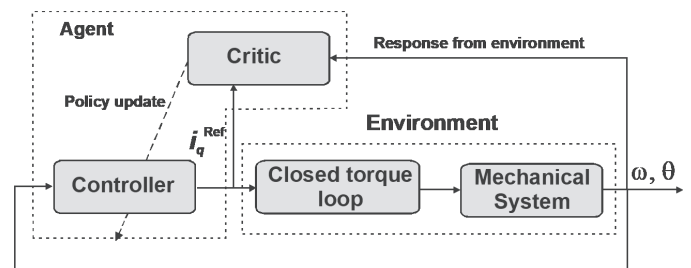 Agent
Critic
Response from environment
Policy update
i_q^Ref
Environment
Controller
Closed torque
loop
Mechanical
System
ω, θ